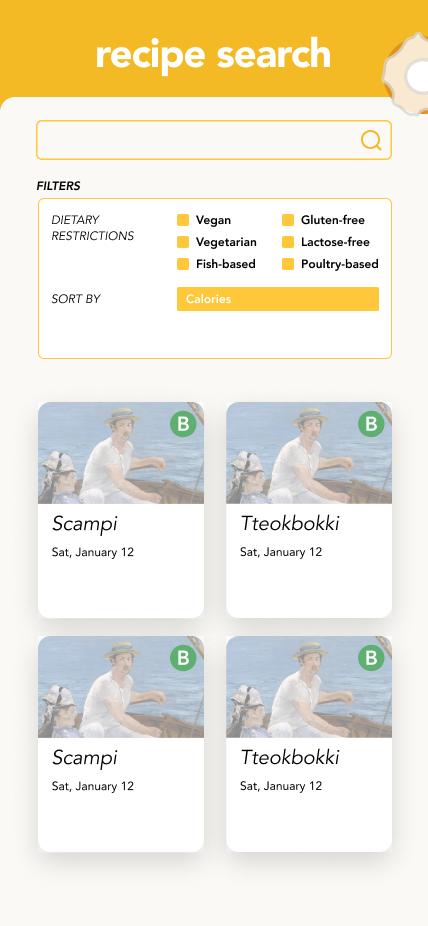 recipe search
FILTERS
DIETARY
RESTRICTIONS
Vegan
Gluten-free
Vegetarian
Lactose-free
Fish-based
Poultry-based
SORT BY
Calories
B
B
Scampi
Tteokbokki
Sat, January 12
Sat, January 12
B
B
Scampi
Tteokbokki
Sat, January 12
Sat, January 12